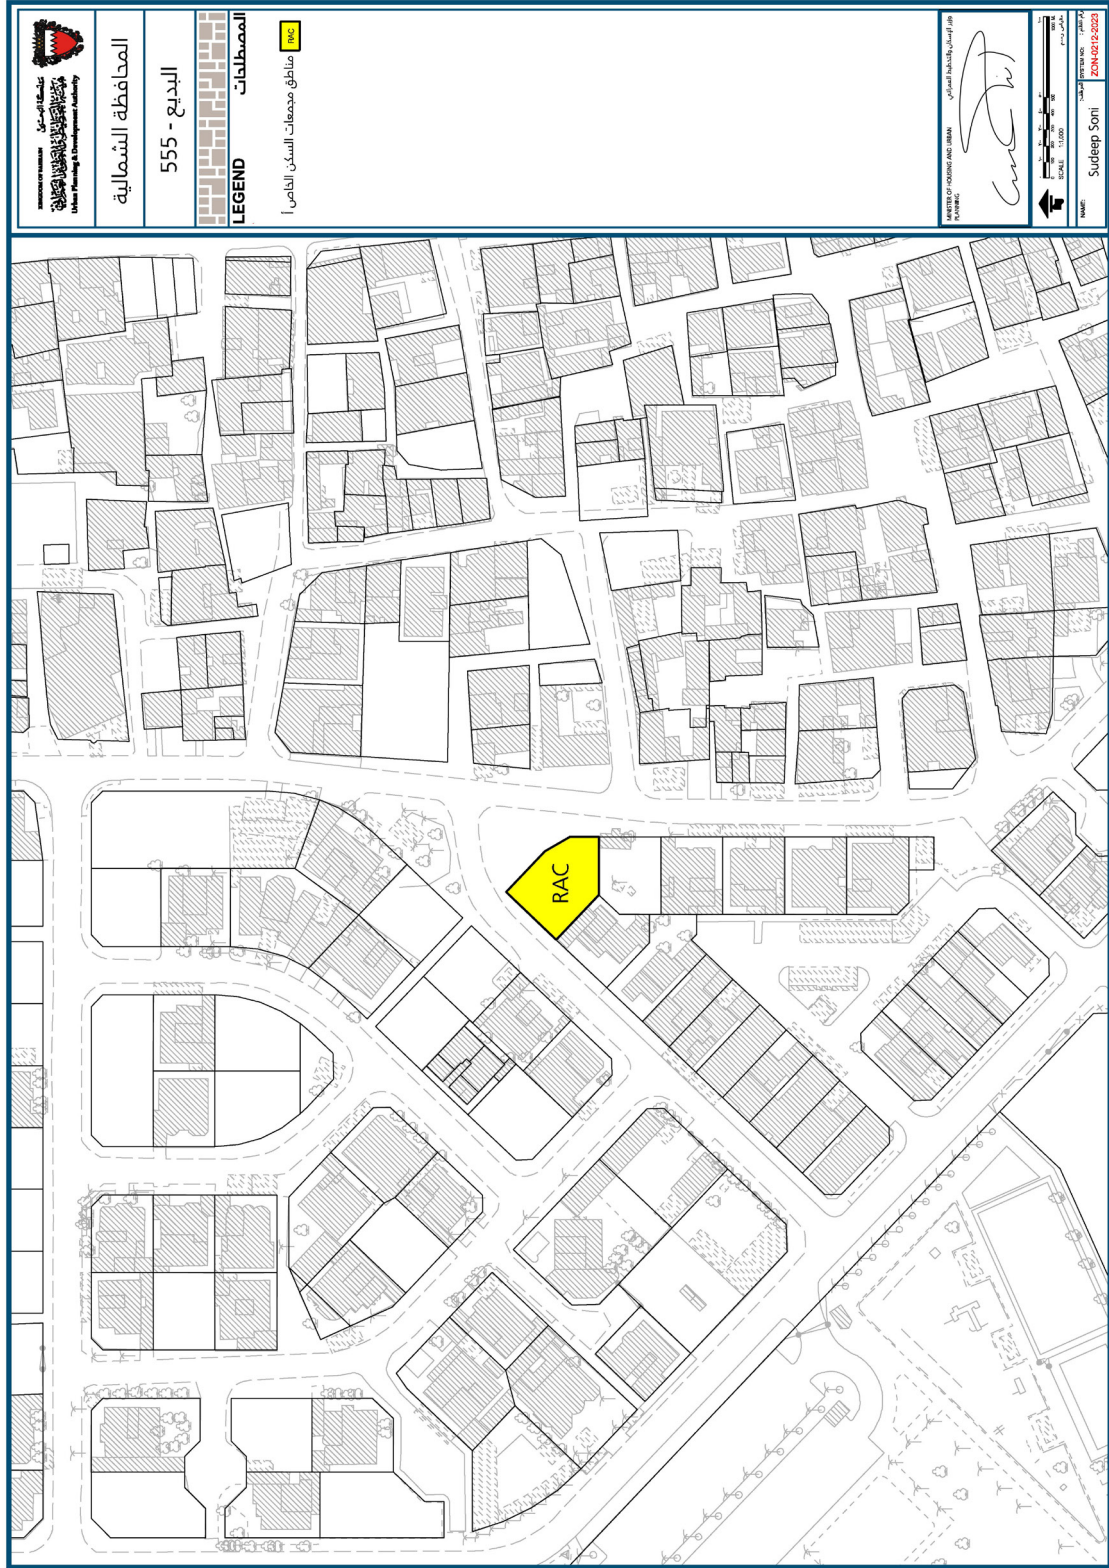 KINGDOM OF BAHRAIN
Urban Planning & Development Authority
المحافظة الشمالية
البديع - 555
LEGEND
المصطلحات
RAC
مناطق مجمعات السكن الخاص أ
RAC
وزير الإسكان والتخطيط العمراني
MINISTER OF HOUSING AND URBAN PLANNING
SCALE 1:1,000
SYSTEM NO:
ZON-0212-2023
NAME:
Sudeep Soni